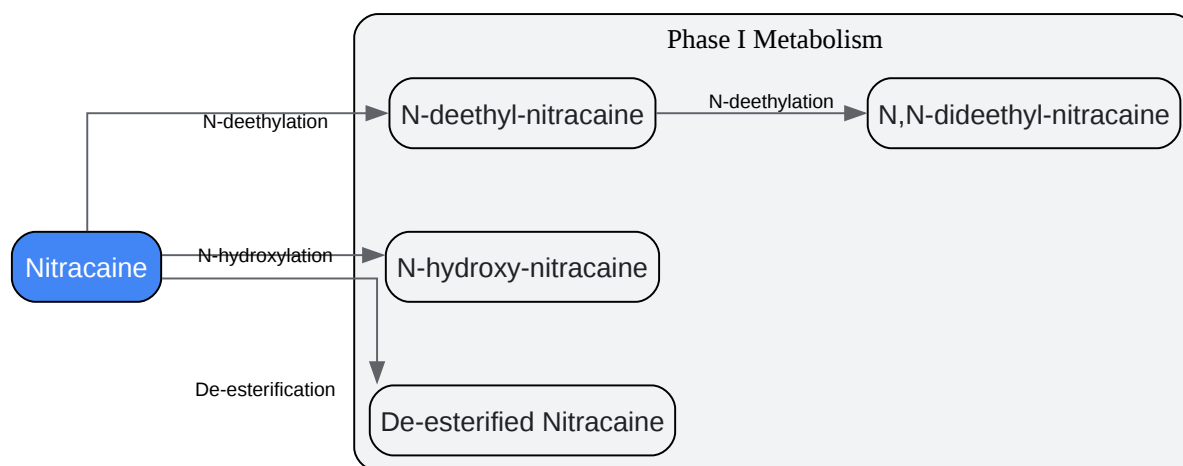 Phase I Metabolism
N-deethylation
N-deethyl-nitracaine
N-deethylation
N,N-dideethyl-nitracaine
Nitracaine
N-hydroxylation
N-hydroxy-nitracaine
De-esterification
De-esterified Nitracaine